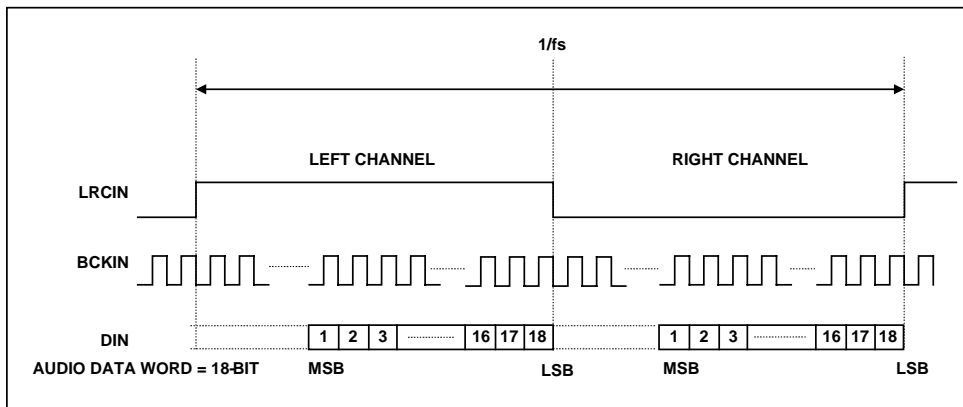 1/fs
LEFT CHANNEL
RIGHT CHANNEL
LRCIN
BCKIN
DIN
1 2 3 16 17 18
1 2 3 16 17 18
AUDIO DATA WORD = 18-BIT
MSB
LSB
MSB
LSB